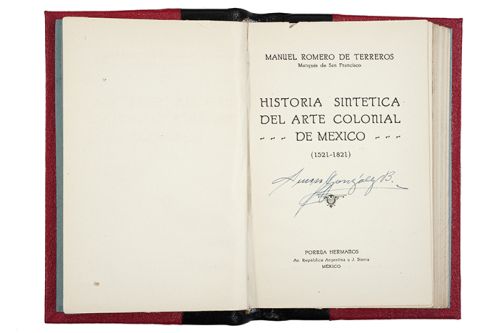 MANUEL ROMERO DE TERREROS
Marqués de San Francisco
HISTORIA SINTETICA
DEL ARTE COLONIAL
--- DE MEXICO ---
(1521-1821)
González B.
PORRUA HERMANOS
Av. República Argentina y J. Sierra
MEXICO